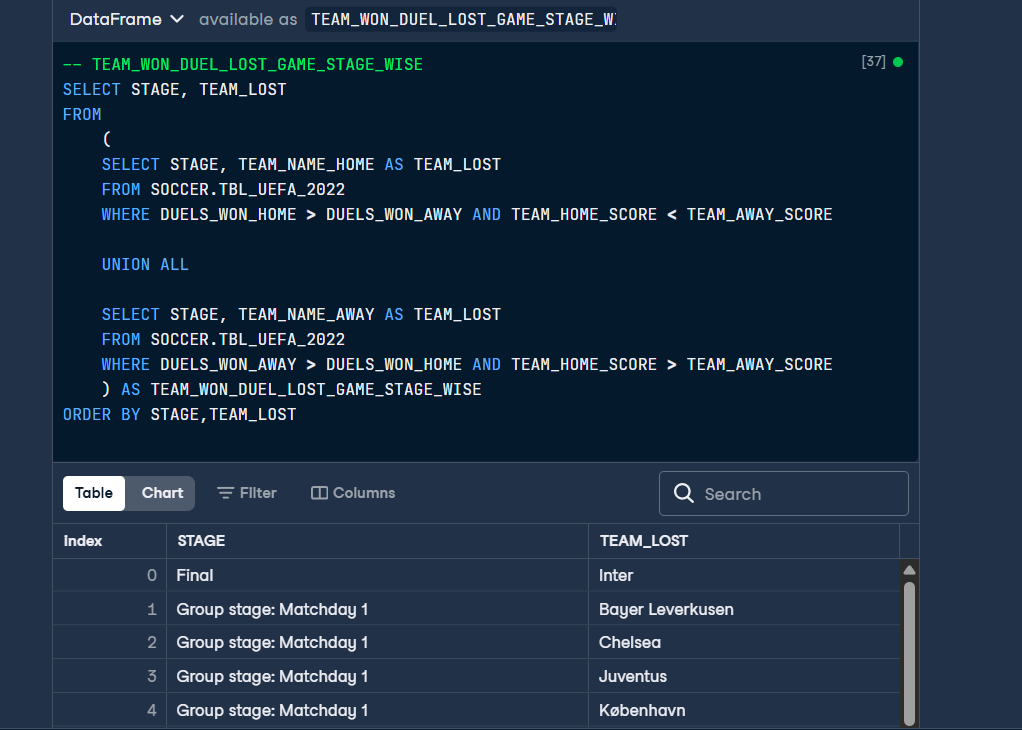 DataFrame available as TEAM_WON_DUEL_LOST_GAME_STAGE_W
-- TEAM_WON_DUEL_LOST_GAME_STAGE_WISE [37]
SELECT STAGE, TEAM_LOST
FROM
(
SELECT STAGE, TEAM_NAME_HOME AS TEAM_LOST
FROM SOCCER.TBL_UEFA_2022
WHERE DUELS_WON_HOME > DUELS_WON_AWAY AND TEAM_HOME_SCORE < TEAM_AWAY_SCORE
UNION ALL
SELECT STAGE, TEAM_NAME_AWAY AS TEAM_LOST
FROM SOCCER.TBL_UEFA_2022
WHERE DUELS_WON_AWAY > DUELS_WON_HOME AND TEAM_HOME_SCORE > TEAM_AWAY_SCORE
) AS TEAM_WON_DUEL_LOST_GAME_STAGE_WISE
ORDER BY STAGE,TEAM_LOST
Table Chart Filter Columns Search
Index STAGE TEAM_LOST
0 Final Inter
1 Group stage: Matchday 1 Bayer Leverkusen
2 Group stage: Matchday 1 Chelsea
3 Group stage: Matchday 1 Juventus
4 Group stage: Matchday 1 København